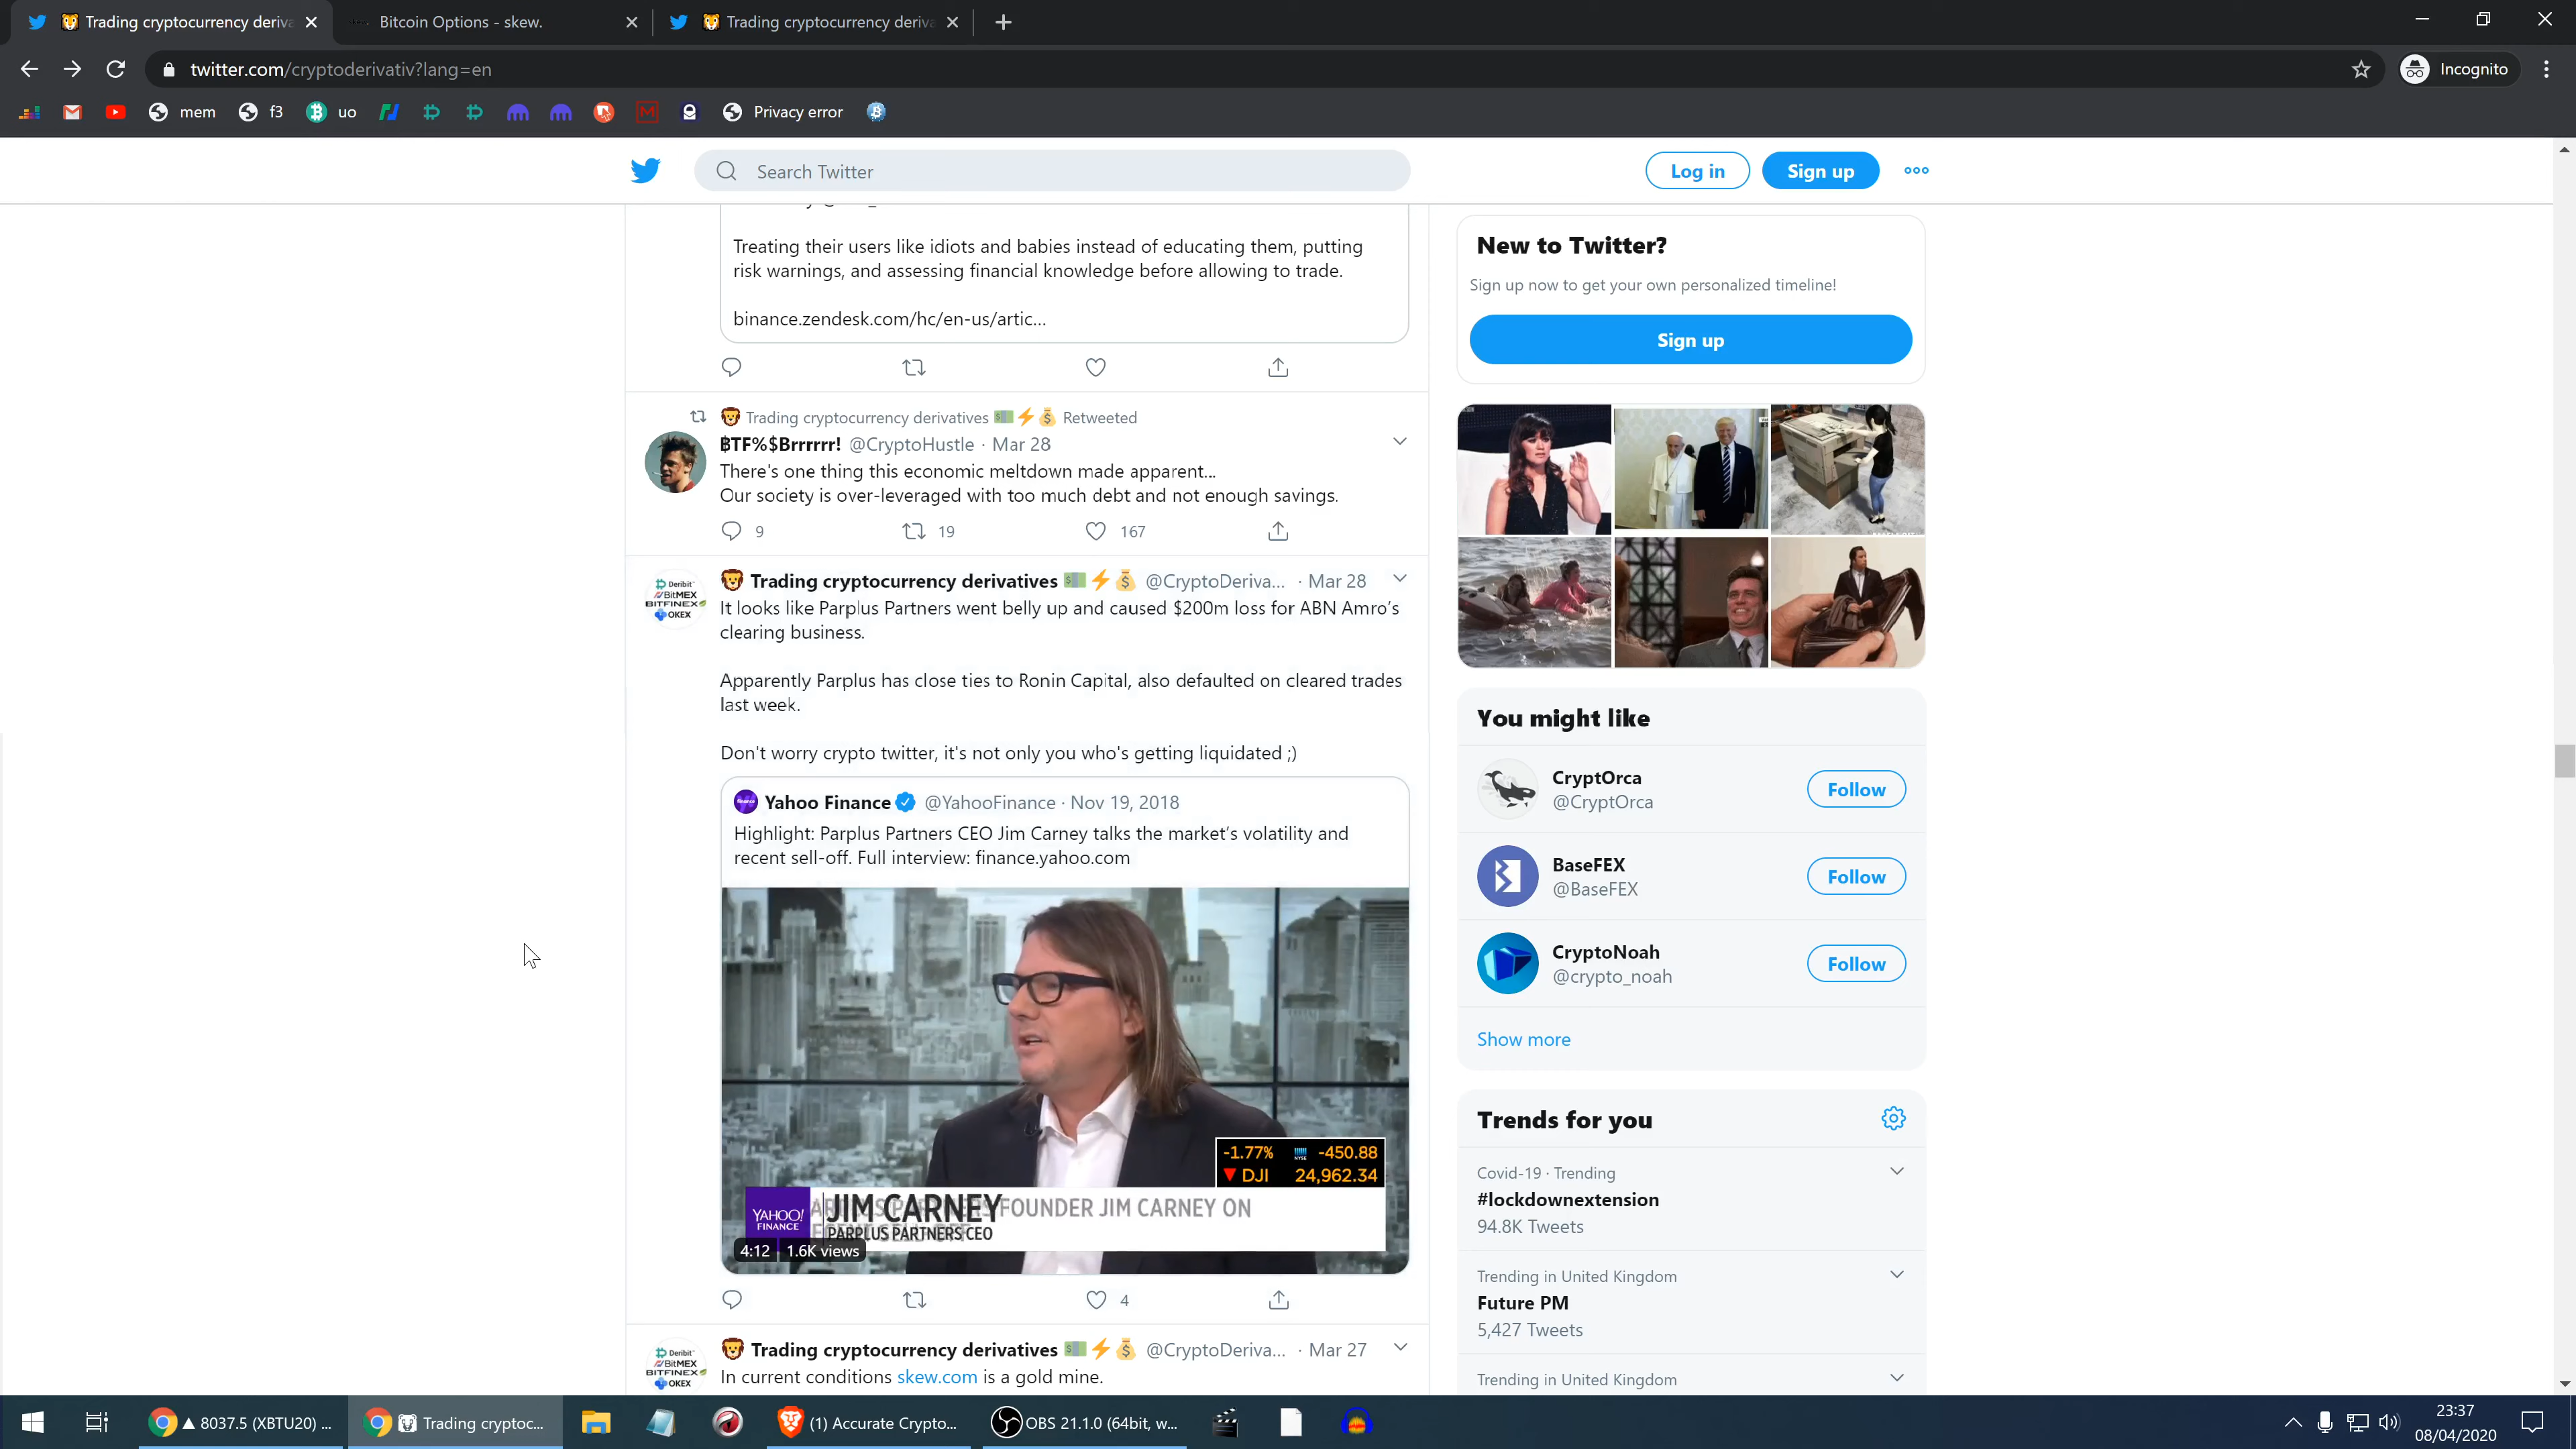 Trading cryptocurrency deriva
Bitcoin Options - skew.
Trading cryptocurrency deriva
twitter.com/cryptoderivativ?lang=en
Incognito
mem
f3
uo
Privacy error
Search Twitter
Log in
Sign up
Treating their users like idiots and babies instead of educating them, putting
risk warnings, and assessing financial knowledge before allowing to trade.
binance.zendesk.com/hc/en-us/artic...
Trading cryptocurrency derivatives 💵⚡💰 Retweeted
฿TF%$Brrrrrr! @CryptoHustle · Mar 28
There's one thing this economic meltdown made apparent...
Our society is over-leveraged with too much debt and not enough savings.
9 19 167
Deribit
BitMEX
BITFINEX
OKEX
Trading cryptocurrency derivatives 💵⚡💰 @CryptoDeriva... · Mar 28
It looks like Parplus Partners went belly up and caused $200m loss for ABN Amro's
clearing business.
Apparently Parplus has close ties to Ronin Capital, also defaulted on cleared trades
last week.
Don't worry crypto twitter, it's not only you who's getting liquidated ;)
Yahoo Finance @YahooFinance · Nov 19, 2018
Highlight: Parplus Partners CEO Jim Carney talks the market's volatility and
recent sell-off. Full interview: finance.yahoo.com
-1.77% NYSE -450.88
▼ DJI 24,962.34
YAHOO!
FINANCE
JIM CARNEY
FOUNDER JIM CARNEY ON
PARPLUS PARTNERS CEO
4:12 1.6K views
4
Deribit
BitMEX
BITFINEX
OKEX
Trading cryptocurrency derivatives 💵⚡💰 @CryptoDeriva... · Mar 27
In current conditions skew.com is a gold mine.
New to Twitter?
Sign up now to get your own personalized timeline!
Sign up
You might like
CryptOrca
@CryptOrca
Follow
BaseFEX
@BaseFEX
Follow
CryptoNoah
@crypto_noah
Follow
Show more
Trends for you
Covid-19 · Trending
#lockdownextension
94.8K Tweets
Trending in United Kingdom
Future PM
5,427 Tweets
Trending in United Kingdom
▲ 8037.5 (XBTU20) ...
Trading cryptoc...
(1) Accurate Crypto...
OBS 21.1.0 (64bit, w...
23:37
08/04/2020